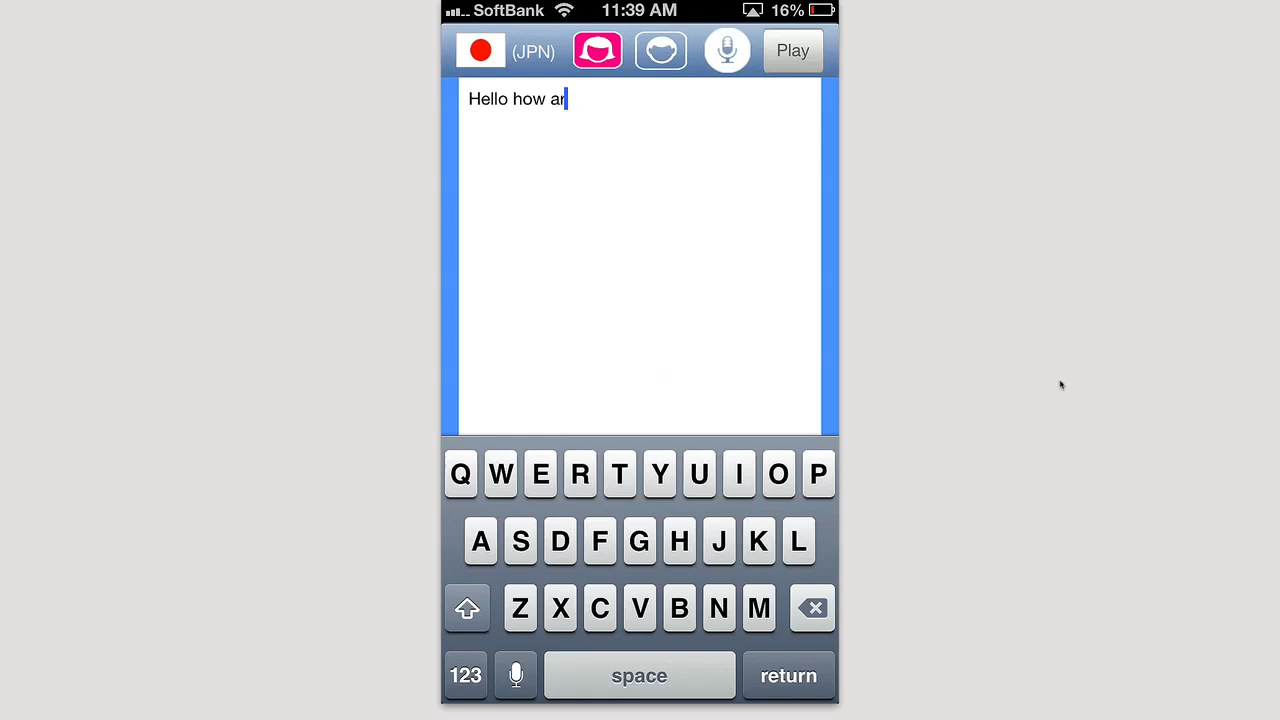 SoftBank 11:39 AM 16%
(JPN) Play
Hello how ar
Q W E R T Y U I O P
A S D F G H J K L
Z X C V B N M
123 space return